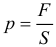 p = F/S